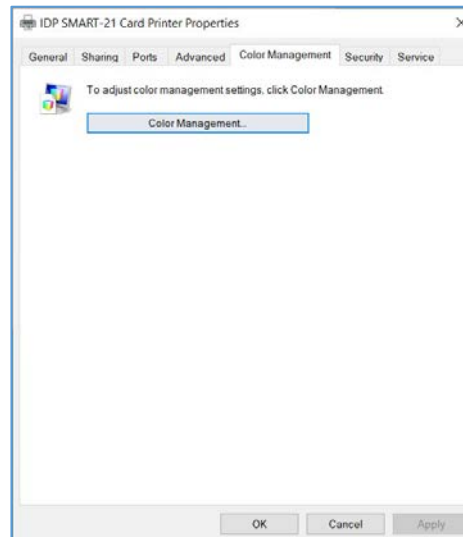 IDP SMART-21 Card Printer Properties
General Sharing Ports Advanced Color Management Security Service
To adjust color management settings, click Color Management.
Color Management...
OK Cancel Apply